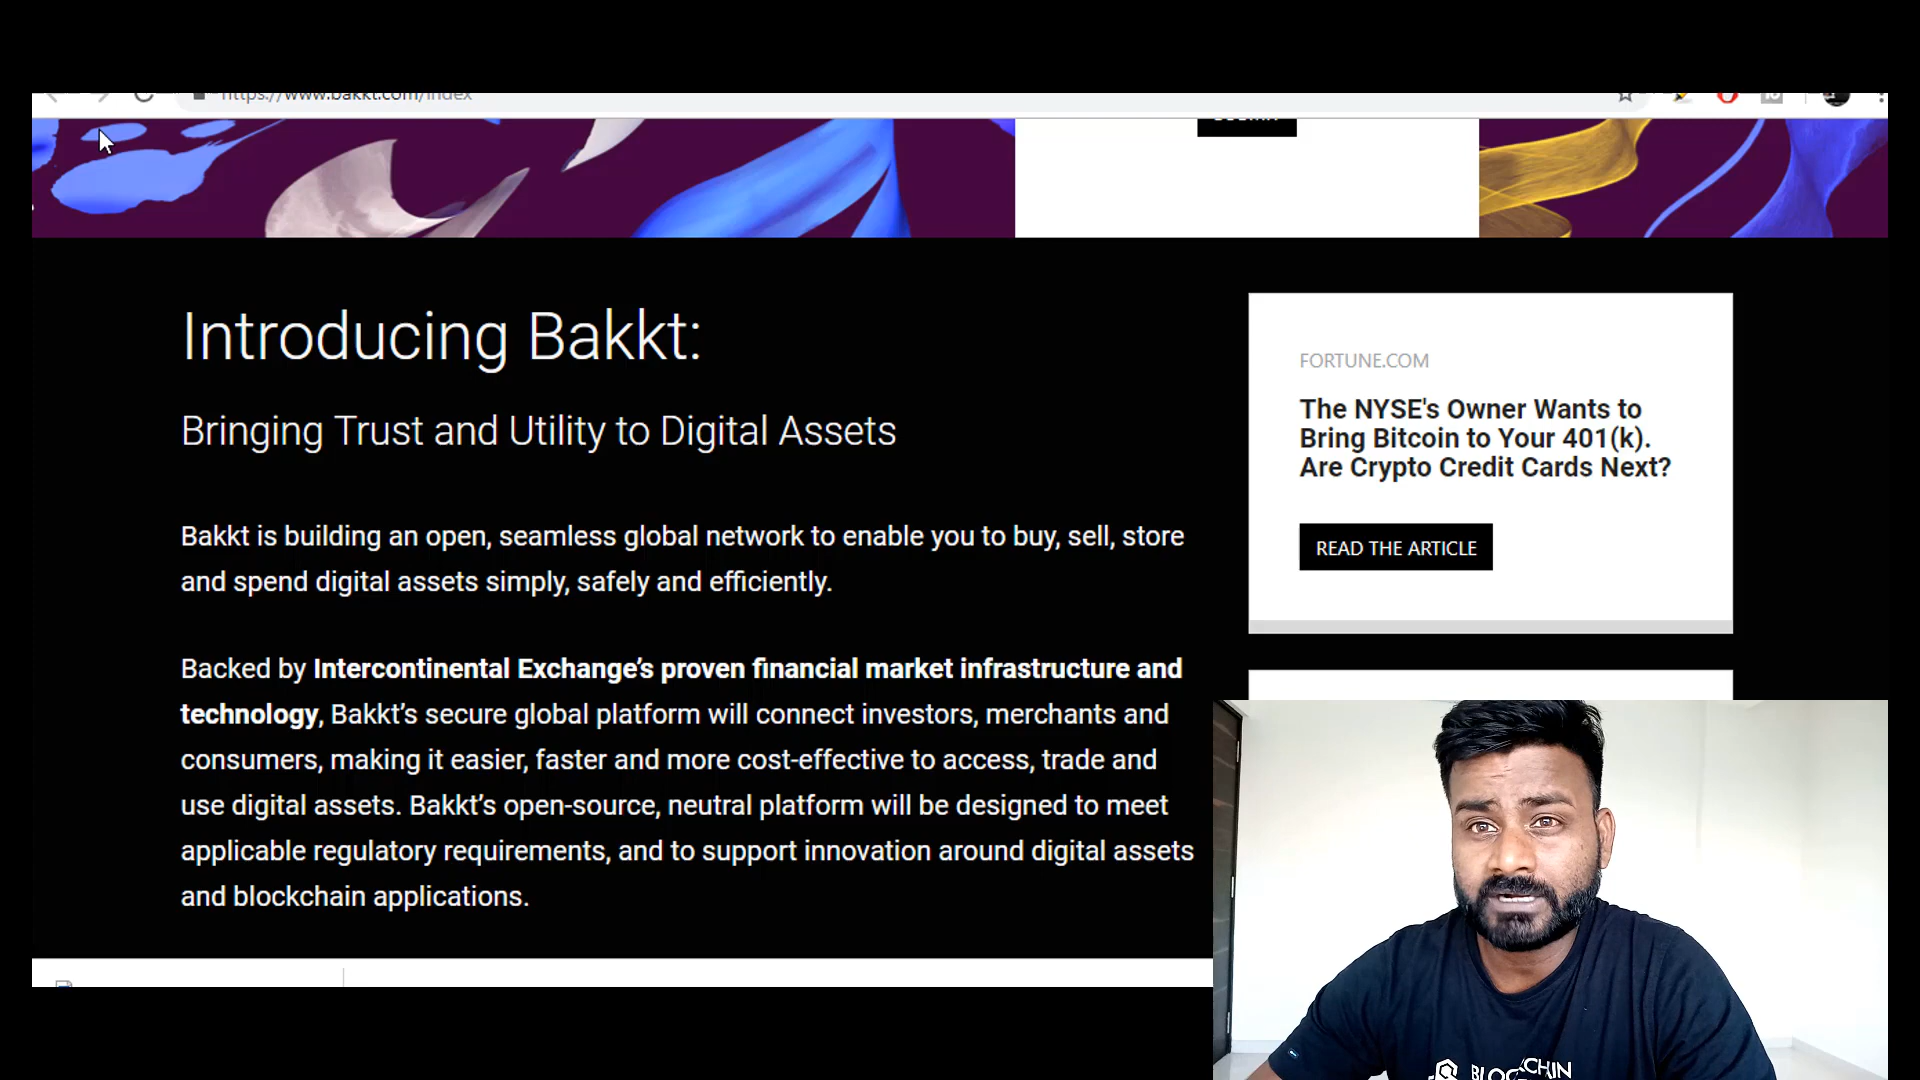 https://www.bakkt.com/index
Introducing Bakkt:
Bringing Trust and Utility to Digital Assets
Bakkt is building an open, seamless global network to enable you to buy, sell, store
and spend digital assets simply, safely and efficiently.
Backed by Intercontinental Exchange’s proven financial market infrastructure and
technology, Bakkt’s secure global platform will connect investors, merchants and
consumers, making it easier, faster and more cost-effective to access, trade and
use digital assets. Bakkt’s open-source, neutral platform will be designed to meet
applicable regulatory requirements, and to support innovation around digital assets
and blockchain applications.
FORTUNE.COM
The NYSE's Owner Wants to
Bring Bitcoin to Your 401(k).
Are Crypto Credit Cards Next?
READ THE ARTICLE